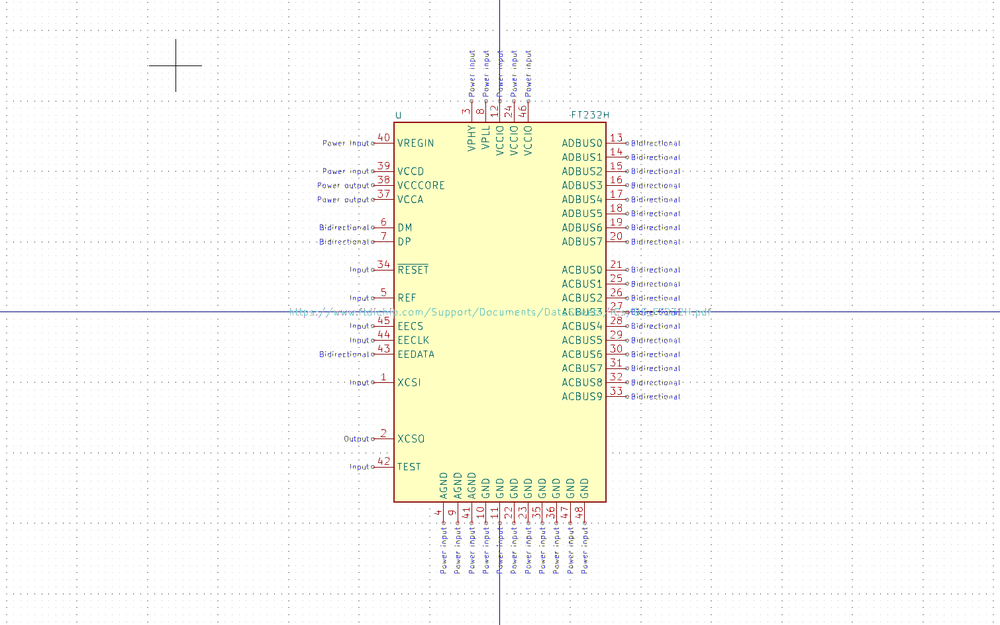 Power input Power input Power input Power input Power input
3 8 12 24 46
U FT232H
VPHY VPLL VCCIO VCCIO VCCIO
Power input 40 VREGIN ADBUS0 13 Bidirectional
ADBUS1 14 Bidirectional
Power input 39 VCCD ADBUS2 15 Bidirectional
Power output 38 VCCCORE ADBUS3 16 Bidirectional
Power output 37 VCCA ADBUS4 17 Bidirectional
ADBUS5 18 Bidirectional
Bidirectional 6 DM ADBUS6 19 Bidirectional
Bidirectional 7 DP ADBUS7 20 Bidirectional
Input 34 RESET ACBUS0 21 Bidirectional
ACBUS1 25 Bidirectional
Input 5 REF ACBUS2 26 Bidirectional
https://www.ftdichip.com/Support/Documents/ ACBUS3 27
Input 45 EECS ACBUS4 28 Bidirectional
Input 44 EECLK ACBUS5 29 Bidirectional
Bidirectional 43 EEDATA ACBUS6 30 Bidirectional
ACBUS7 31 Bidirectional
Input 1 XCSI ACBUS8 32 Bidirectional
ACBUS9 33 Bidirectional
Output 2 XCSO
Input 42 TEST
AGND AGND AGND GND GND GND GND GND GND GND GND
4 9 41 10 11 22 23 35 36 47 48
Power input Power input Power input Power input Power input Power input Power input Power input Power input Power input Power input